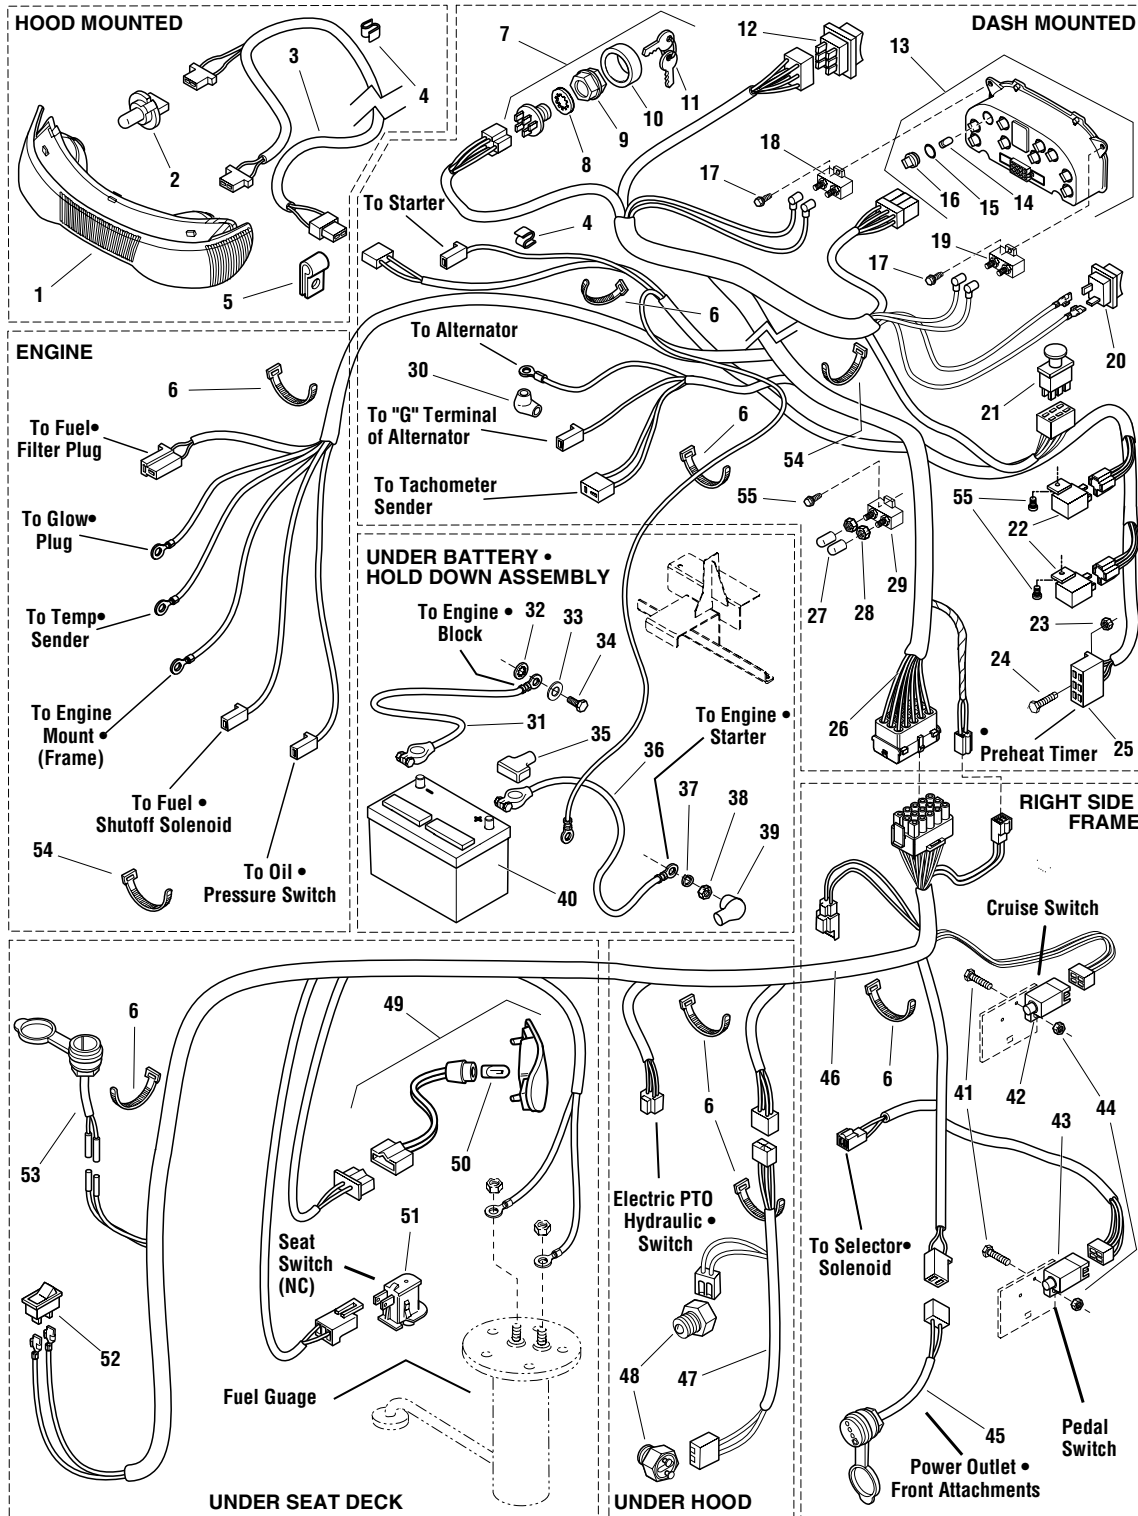 HOOD MOUNTED
3
4
2
1
5
DASH MOUNTED
7
12
13
11
10
9
8
18
17
16
15
14
To Starter
4
19
17
6
20
ENGINE
To Alternator
30
6
21
To "G" Terminal
of Alternator
6
54
To Fuel•
Filter Plug
To Tachometer
Sender
55
55
22
To Glow•
Plug
UNDER BATTERY •
HOLD DOWN ASSEMBLY
29
27
28
To Engine •
Block
32
33
34
23
To Temp•
Sender
24
31
To Engine
Mount •
(Frame)
35
To Engine •
Starter
36
26
•
Preheat Timer
25
37
38
39
To Fuel •
Shutoff Solenoid
RIGHT SIDE
FRAME
54
To Oil •
Pressure Switch
40
Cruise Switch
49
6
46
6
41
42
44
6
43
53
50
Electric PTO
Hydraulic •
Switch
51
Seat
Switch
(NC)
To Selector•
Solenoid
52
48
47
Fuel Guage
45
Pedal
Switch
Power Outlet •
Front Attachments
UNDER SEAT DECK
UNDER HOOD